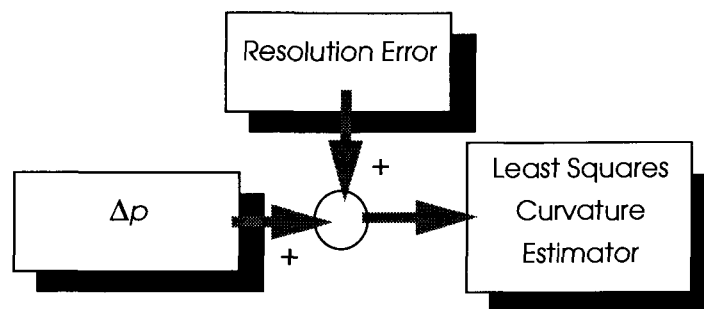 Resolution Error
+
Δp
+
Least Squares
Curvature
Estimator